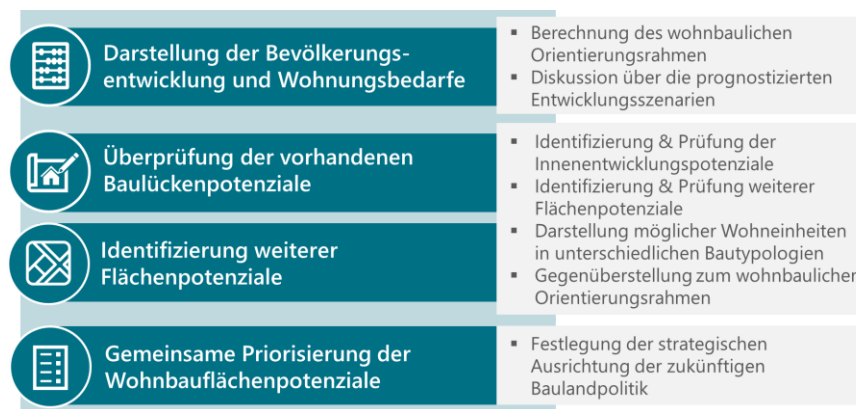 Darstellung der Bevölkerungs-
entwicklung und Wohnungsbedarfe
▪ Berechnung des wohnbaulichen
Orientierungsrahmen
▪ Diskussion über die prognostizierten
Entwicklungsszenarien
Überprüfung der vorhandenen
Baulückenpotenziale
Identifizierung weiterer
Flächenpotenziale
▪ Identifizierung & Prüfung der
Innenentwicklungspotenziale
▪ Identifizierung & Prüfung weiterer
Flächenpotenziale
▪ Darstellung möglicher Wohneinheiten
in unterschiedlichen Bautypologien
▪ Gegenüberstellung zum wohnbaulichen
Orientierungsrahmen
Gemeinsame Priorisierung der
Wohnbauflächenpotenziale
▪ Festlegung der strategischen
Ausrichtung der zukünftigen
Baulandpolitik